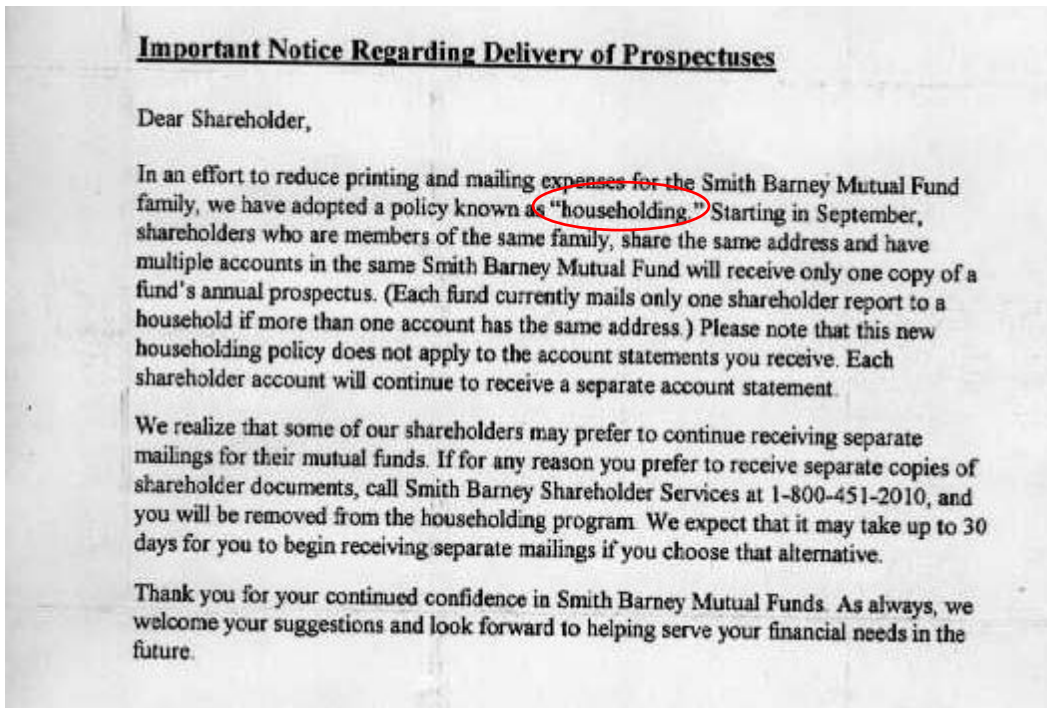 Important Notice Regarding Delivery of Prospectuses
Dear Shareholder,
In an effort to reduce printing and mailing expenses for the Smith Barney Mutual Fund
family, we have adopted a policy known as "householding." Starting in September,
shareholders who are members of the same family, share the same address and have
multiple accounts in the same Smith Barney Mutual Fund will receive only one copy of a
fund's annual prospectus. (Each fund currently mails only one shareholder report to a
household if more than one account has the same address.) Please note that this new
householding policy does not apply to the account statements you receive. Each
shareholder account will continue to receive a separate account statement.
We realize that some of our shareholders may prefer to continue receiving separate
mailings for their mutual funds. If for any reason you prefer to receive separate copies of
shareholder documents, call Smith Barney Shareholder Services at 1-800-451-2010, and
you will be removed from the householding program. We expect that it may take up to 30
days for you to begin receiving separate mailings if you choose that alternative.
Thank you for your continued confidence in Smith Barney Mutual Funds. As always, we
welcome your suggestions and look forward to helping serve your financial needs in the
future.